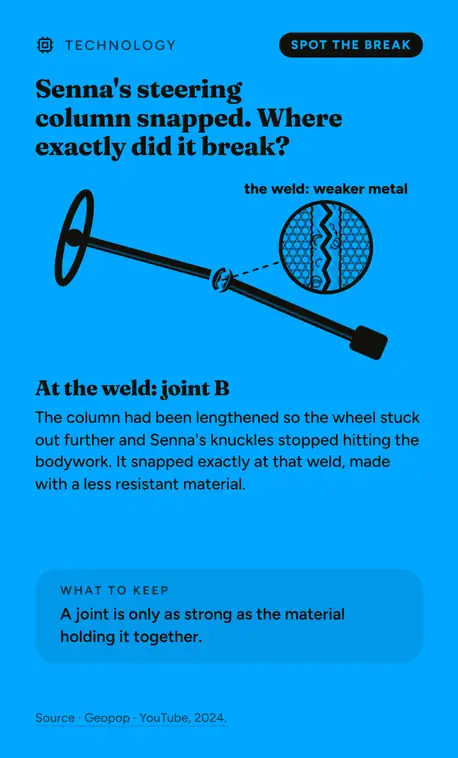 TECHNOLOGY
SPOT THE BREAK
Senna's steering
column snapped. Where
exactly did it break?
the weld: weaker metal
At the weld: joint B
The column had been lengthened so the wheel stuck
out further and Senna's knuckles stopped hitting the
bodywork. It snapped exactly at that weld, made
with a less resistant material.
WHAT TO KEEP
A joint is only as strong as the material
holding it together.
Source · Geopop · YouTube, 2024.